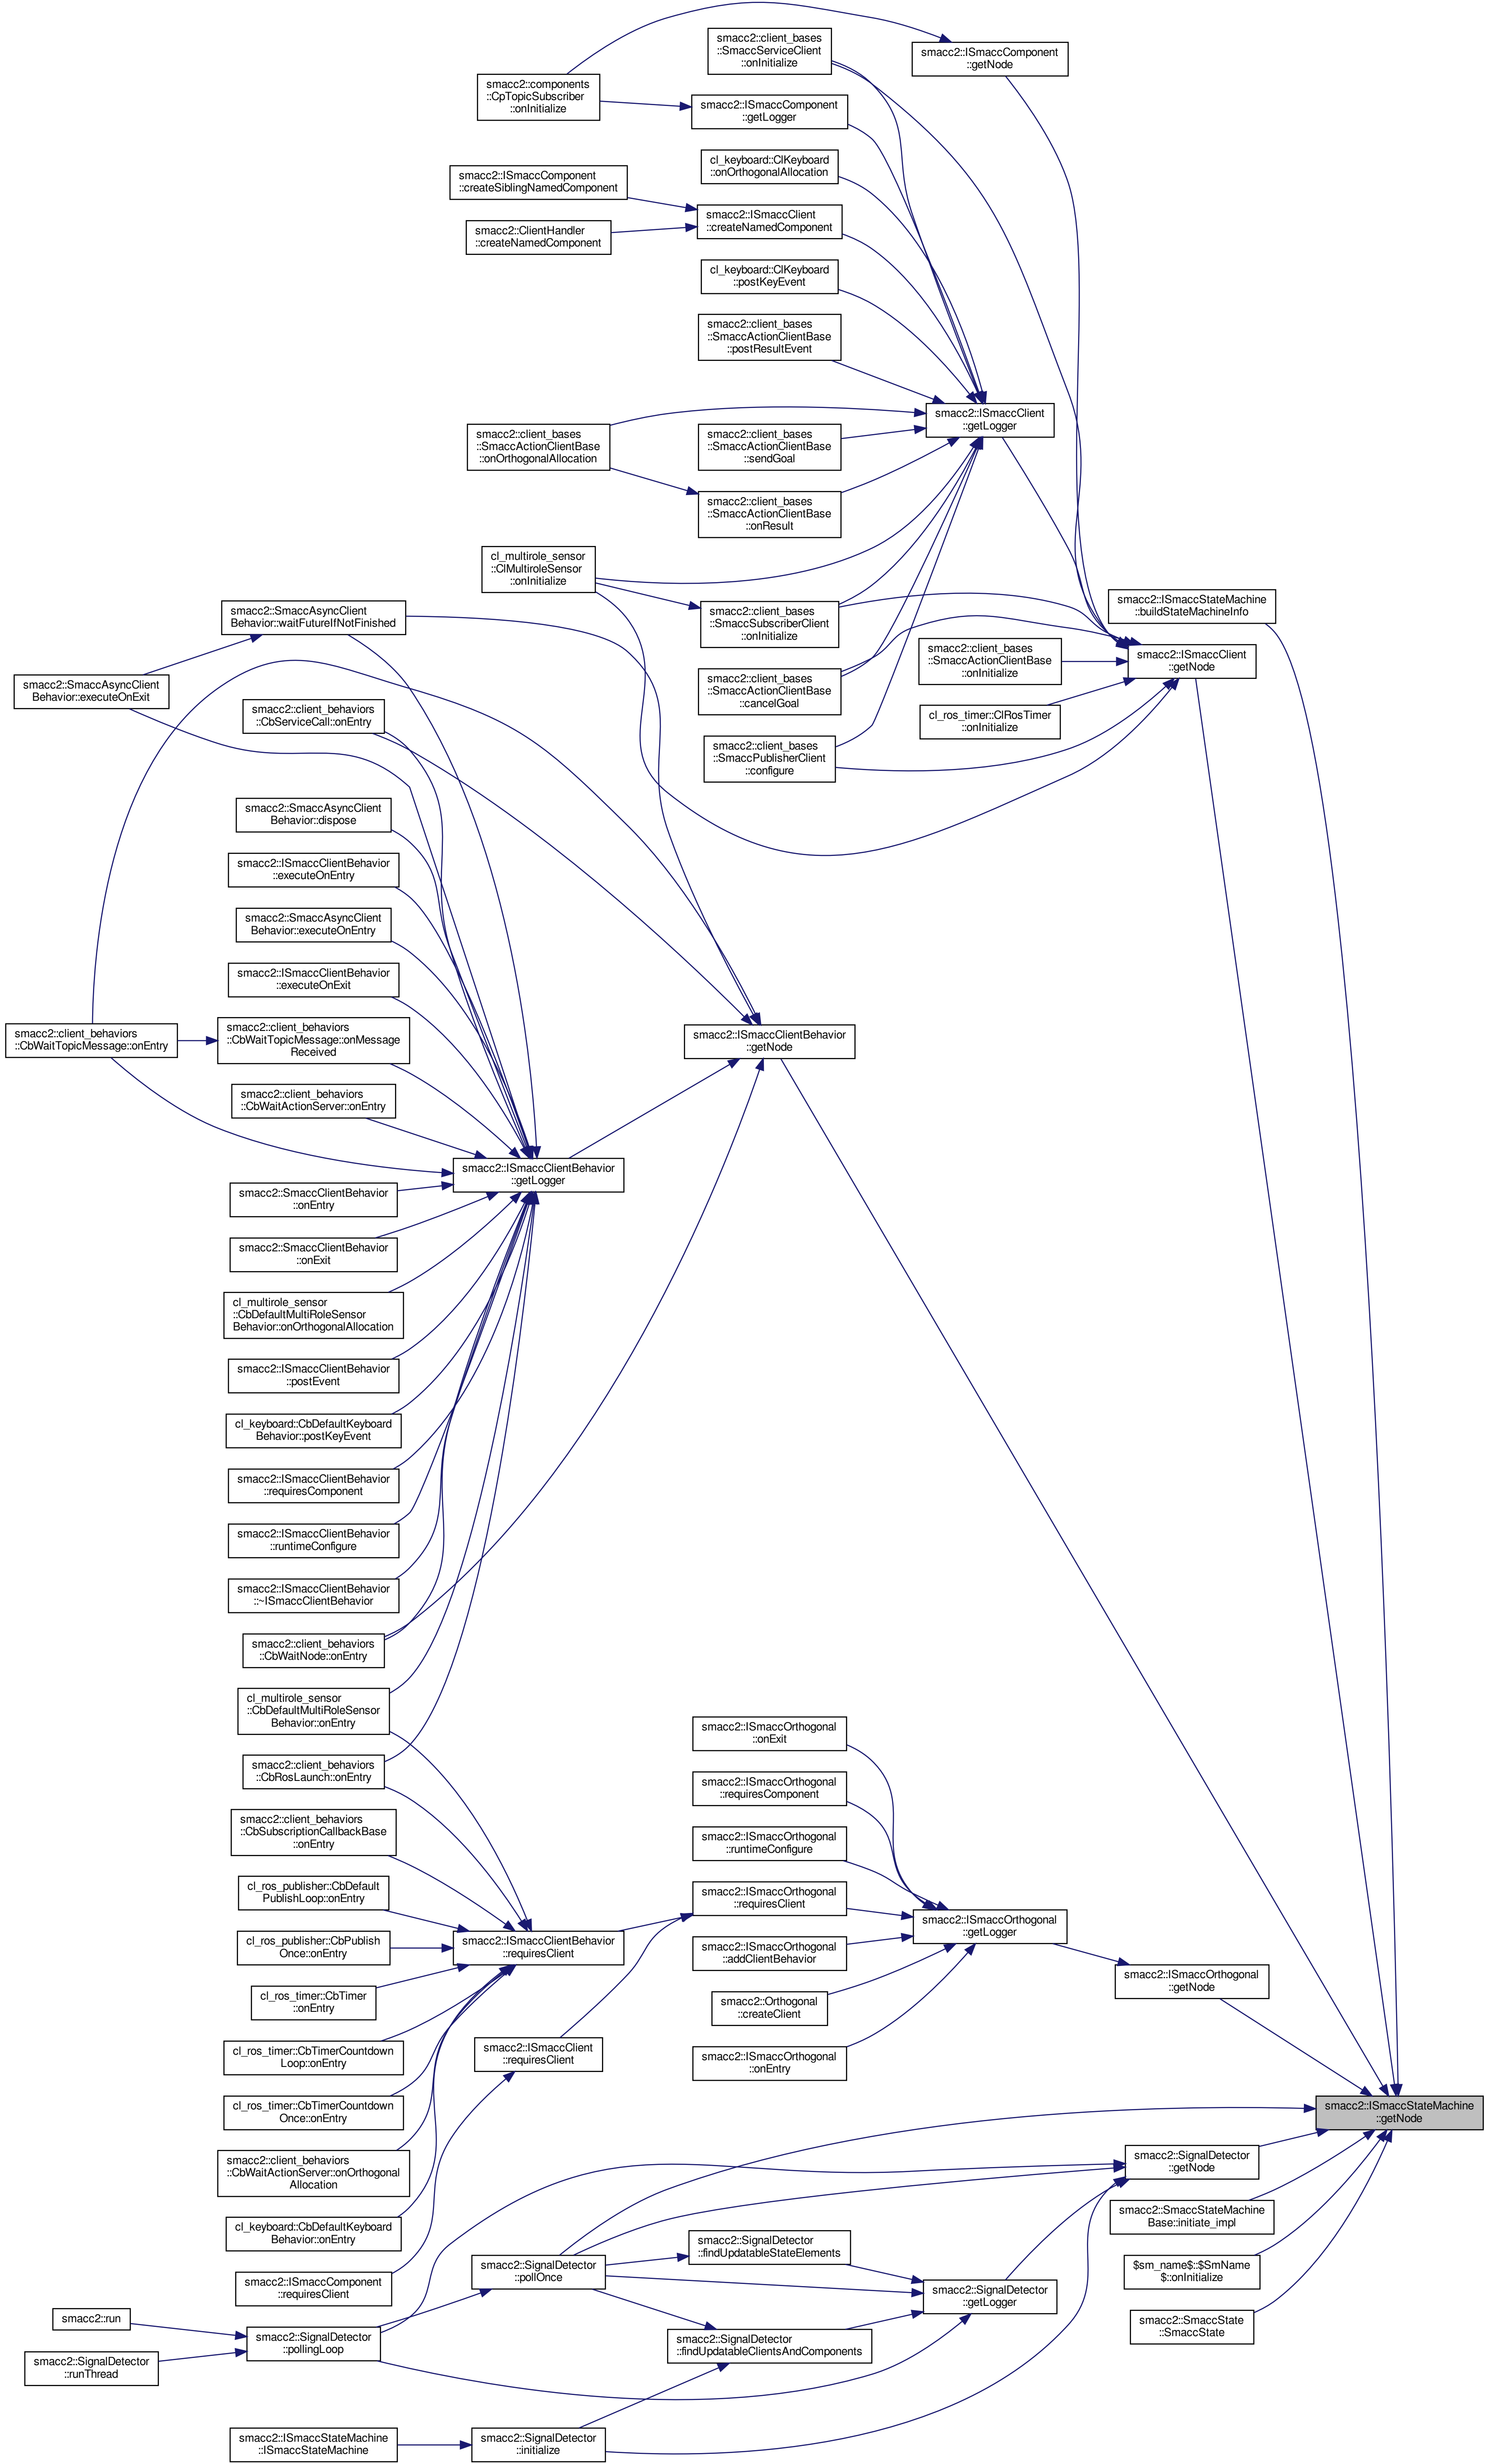 smacc2::client_bases
::SmaccServiceClient
::onInitialize
smacc2::ISmaccComponent
::getNode
smacc2::components
::CpTopicSubscriber
::onInitialize
smacc2::ISmaccComponent
::getLogger
cl_keyboard::ClKeyboard
::onOrthogonalAllocation
smacc2::ISmaccComponent
::createSiblingNamedComponent
smacc2::ISmaccClient
::createNamedComponent
smacc2::ClientHandler
::createNamedComponent
cl_keyboard::ClKeyboard
::postKeyEvent
smacc2::client_bases
::SmaccActionClientBase
::postResultEvent
smacc2::ISmaccClient
::getLogger
smacc2::client_bases
::SmaccActionClientBase
::onOrthogonalAllocation
smacc2::client_bases
::SmaccActionClientBase
::sendGoal
smacc2::client_bases
::SmaccActionClientBase
::onResult
cl_multirole_sensor
::ClMultiroleSensor
::onInitialize
smacc2::ISmaccStateMachine
::buildStateMachineInfo
smacc2::SmaccAsyncClient
Behavior::waitFutureIfNotFinished
smacc2::client_bases
::SmaccSubscriberClient
::onInitialize
smacc2::client_bases
::SmaccActionClientBase
::onInitialize
smacc2::ISmaccClient
::getNode
smacc2::SmaccAsyncClient
Behavior::executeOnExit
smacc2::client_bases
::SmaccActionClientBase
::cancelGoal
smacc2::client_behaviors
::CbServiceCall::onEntry
cl_ros_timer::ClRosTimer
::onInitialize
smacc2::client_bases
::SmaccPublisherClient
::configure
smacc2::SmaccAsyncClient
Behavior::dispose
smacc2::ISmaccClientBehavior
::executeOnEntry
smacc2::SmaccAsyncClient
Behavior::executeOnEntry
smacc2::ISmaccClientBehavior
::executeOnExit
smacc2::client_behaviors
::CbWaitTopicMessage::onEntry
smacc2::client_behaviors
::CbWaitTopicMessage::onMessage
Received
smacc2::ISmaccClientBehavior
::getNode
smacc2::client_behaviors
::CbWaitActionServer::onEntry
smacc2::ISmaccClientBehavior
::getLogger
smacc2::SmaccClientBehavior
::onEntry
smacc2::SmaccClientBehavior
::onExit
cl_multirole_sensor
::CbDefaultMultiRoleSensor
Behavior::onOrthogonalAllocation
smacc2::ISmaccClientBehavior
::postEvent
cl_keyboard::CbDefaultKeyboard
Behavior::postKeyEvent
smacc2::ISmaccClientBehavior
::requiresComponent
smacc2::ISmaccClientBehavior
::runtimeConfigure
smacc2::ISmaccClientBehavior
::~ISmaccClientBehavior
smacc2::client_behaviors
::CbWaitNode::onEntry
cl_multirole_sensor
::CbDefaultMultiRoleSensor
Behavior::onEntry
smacc2::ISmaccOrthogonal
::onExit
smacc2::client_behaviors
::CbRosLaunch::onEntry
smacc2::ISmaccOrthogonal
::requiresComponent
smacc2::client_behaviors
::CbSubscriptionCallbackBase
::onEntry
smacc2::ISmaccOrthogonal
::runtimeConfigure
cl_ros_publisher::CbDefault
PublishLoop::onEntry
smacc2::ISmaccOrthogonal
::requiresClient
smacc2::ISmaccOrthogonal
::getLogger
cl_ros_publisher::CbPublish
Once::onEntry
smacc2::ISmaccClientBehavior
::requiresClient
smacc2::ISmaccOrthogonal
::addClientBehavior
smacc2::ISmaccOrthogonal
::getNode
cl_ros_timer::CbTimer
::onEntry
smacc2::Orthogonal
::createClient
cl_ros_timer::CbTimerCountdown
Loop::onEntry
smacc2::ISmaccClient
::requiresClient
smacc2::ISmaccOrthogonal
::onEntry
cl_ros_timer::CbTimerCountdown
Once::onEntry
smacc2::ISmaccStateMachine
::getNode
smacc2::client_behaviors
::CbWaitActionServer::onOrthogonal
Allocation
smacc2::SignalDetector
::getNode
cl_keyboard::CbDefaultKeyboard
Behavior::onEntry
smacc2::SmaccStateMachine
Base::initiate_impl
smacc2::SignalDetector
::findUpdatableStateElements
smacc2::ISmaccComponent
::requiresClient
smacc2::SignalDetector
::pollOnce
$sm_name$::$SmName
$::onInitialize
smacc2::SignalDetector
::getLogger
smacc2::run
smacc2::SignalDetector
::pollingLoop
smacc2::SignalDetector
::findUpdatableClientsAndComponents
smacc2::SmaccState
::SmaccState
smacc2::SignalDetector
::runThread
smacc2::ISmaccStateMachine
::ISmaccStateMachine
smacc2::SignalDetector
::initialize